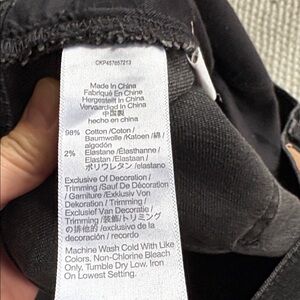 CKP457657213
Made In China
Fabriqué En Chine
Hergestellt In China
Vervaardigd In China
中国製
hecho en china
98% Cotton /Coton /
Baumwolle /Katoen /綿 /
algodón
2% Elastane /Élasthanne /
Elastan /Elastaan /
ポリウレタン /elastano
Exclusive Of Decoration /
Trimming /Sauf De Décoration
/ Garniture /Exklusiv Von
Dekoration / Trimming /
Exclusief Van Decoratie /
Trimming /装飾/トリミング
の排他的 /exclusivo de la
decoración / recorado
Machine Wash Cold With Like
Colors, Non-Chlorine Bleach
Only, Tumble Dry Low, Iron
On Lowest Setting.